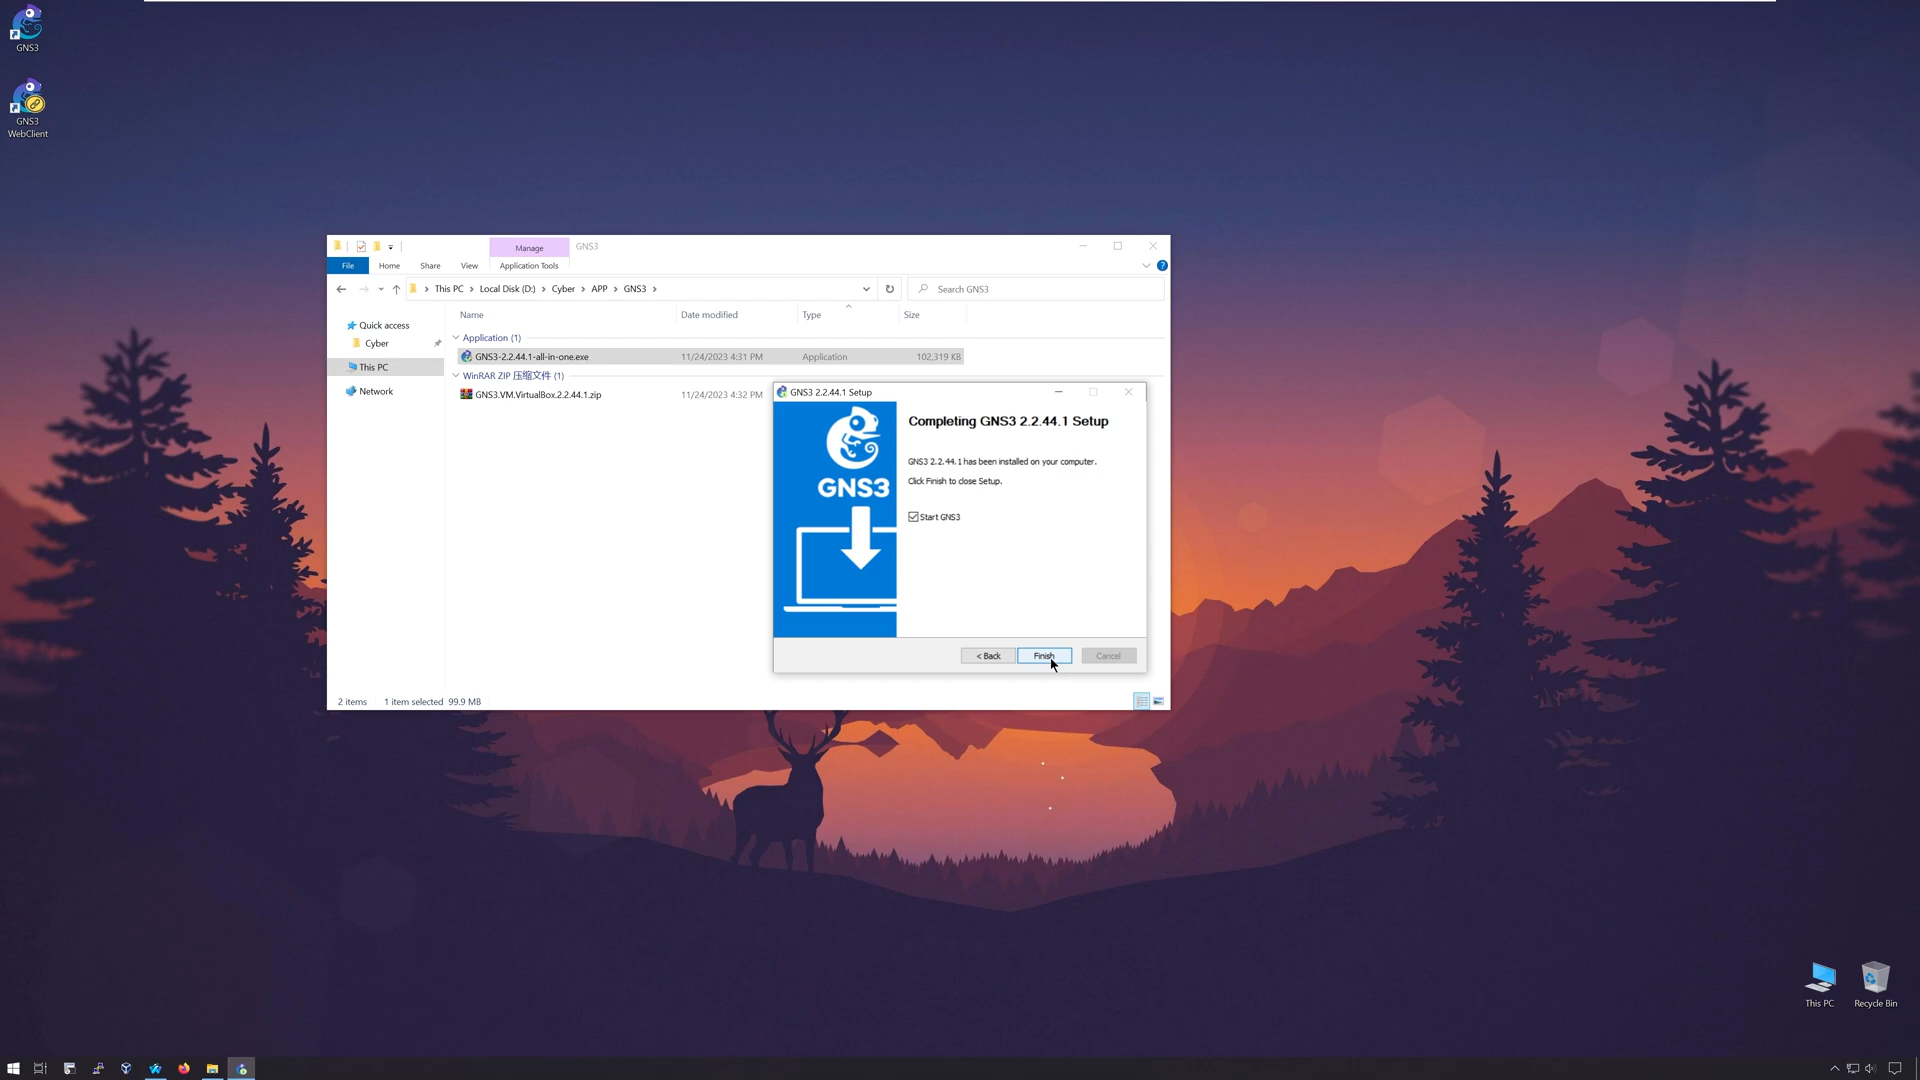 GNS3
GNS3
WebClient
Manage
GNS3
File
Home
Share
View
Application Tools
This PC
Local Disk (D:)
Cyber
APP
GNS3
Search GNS3
Name
Date modified
Type
Size
Quick access
Cyber
This PC
Network
Application (1)
GNS3-2.2.44.1-all-in-one.exe
11/24/2023 4:31 PM
Application
102,319 KB
WinRAR ZIP 压缩文件 (1)
GNS3.VM.VirtualBox.2.2.44.1.zip
11/24/2023 4:32 PM
GNS3 2.2.44.1 Setup
GNS3
Completing GNS3 2.2.44.1 Setup
GNS3 2.2.44.1 has been installed on your computer.
Click Finish to close Setup.
Start GNS3
< Back
Finish
Cancel
2 items
1 item selected 99.9 MB
This PC
Recycle Bin